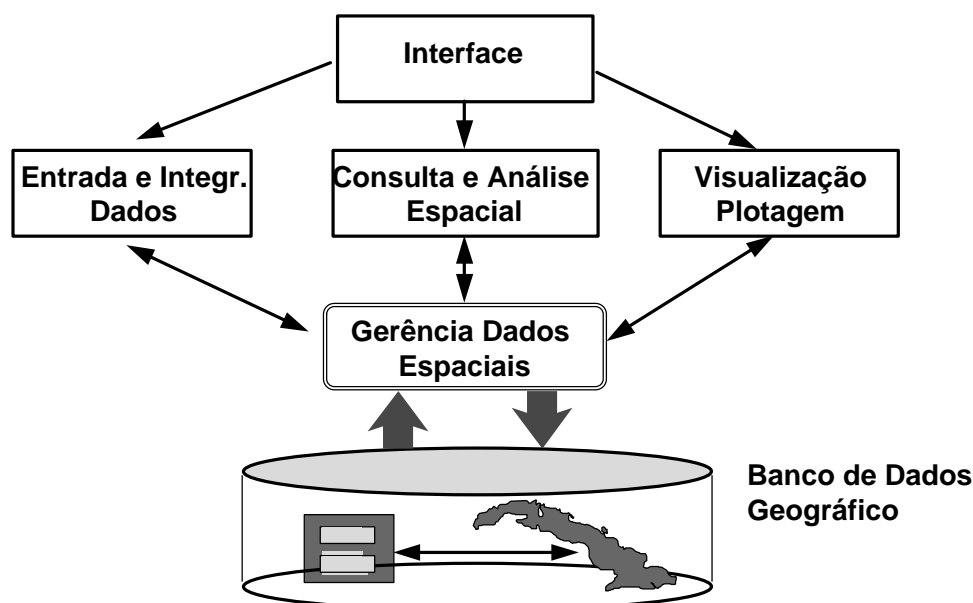 Interface
Entrada e Integr.
Dados
Consulta e Análise
Espacial
Visualização
Plotagem
Gerência Dados
Espaciais
Banco de Dados
Geográfico